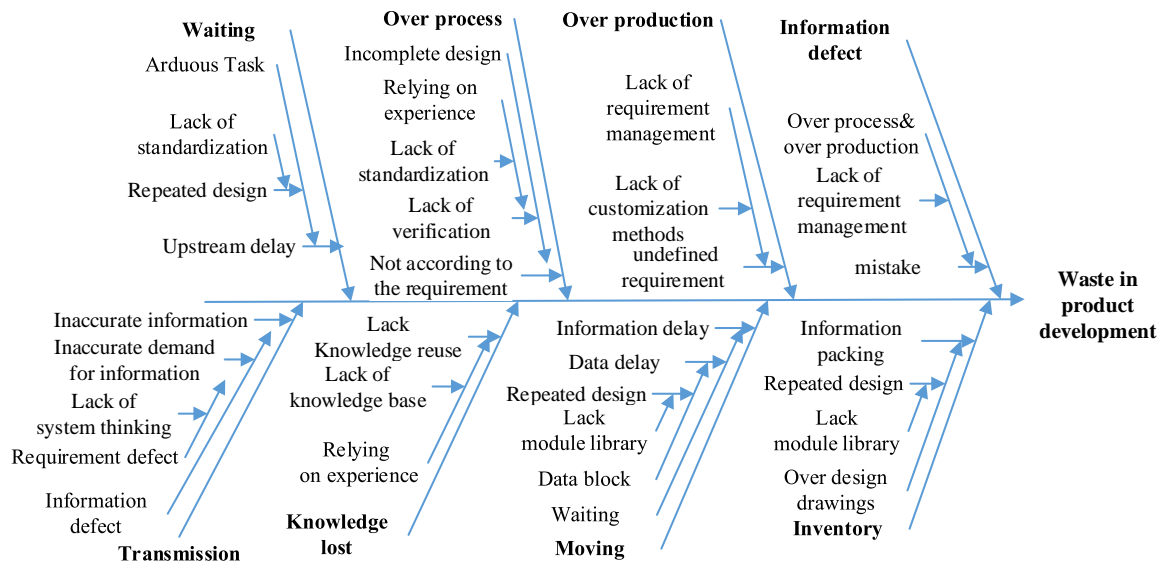 Waiting
Arduous Task
Lack of
standardization
Repeated design
Upstream delay
Over process
Incomplete design
Relying on
experience
Lack of
standardization
Lack of
verification
Not according to
the requirement
Over production
Lack of
requirement
management
Lack of
customization
methods
undefined
requirement
Information
defect
Over process&
over production
Lack of
requirement
management
mistake
Waste in
product
development
Inaccurate information
Inaccurate demand
for information
Lack of
system thinking
Requirement defect
Information
defect
Transmission
Lack
Knowledge reuse
Lack of
knowledge base
Relying
on experience
Knowledge
lost
Information delay
Data delay
Repeated design
Lack
module library
Data block
Waiting
Moving
Information
packing
Repeated design
Lack
module library
Over design
drawings
Inventory